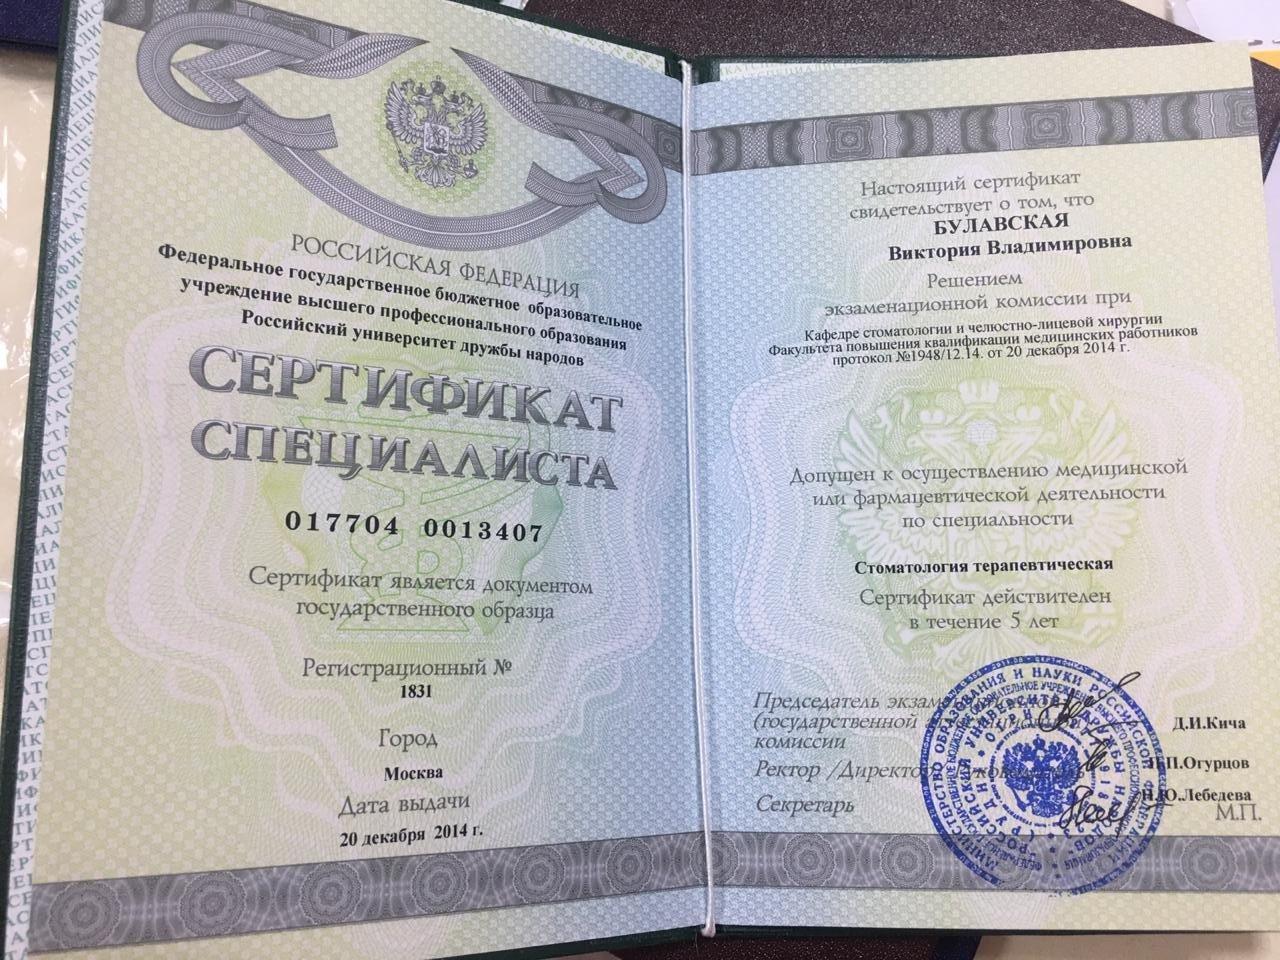 РОССИЙСКАЯ ФЕДЕРАЦИЯ
Федеральное государственное бюджетное образовательное
учреждение высшего профессионального образования
Российский университет дружбы народов
СЕРТИФИКАТ
СПЕЦИАЛИСТА
017704 0013407
Сертификат является документом
государственного образца
Регистрационный №
1831
Город
Москва
Дата выдачи
20 декабря 2014 г.
Настоящий сертификат
свидетельствует о том, что
БУЛАВСКАЯ
Виктория Владимировна
Решением
экзаменационной комиссии при
Кафедре стоматологии и челюстно-лицевой хирургии
Факультета повышения квалификации медицинских работников
протокол №1948/12.14. от 20 декабря 2014 г.
Допущен к осуществлению медицинской
или фармацевтической деятельности
по специальности
Стоматология терапевтическая
Сертификат действителен
в течение 5 лет
Председатель
(государственной
комиссии
Д.И.Кича
Ректор
Огурцов
Секретарь
Н.Ю.Лебедева
М.П.